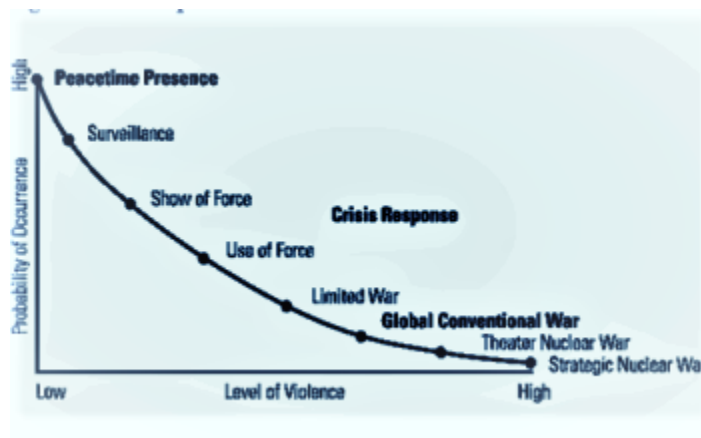 High
Peacetime Presence
Surveillance
Show of Force
Crisis Response
Use of Force
Limited War
Global Conventional War
Theater Nuclear War
Strategic Nuclear Wa
Probability of Occurrence
Low
Level of Violence
High